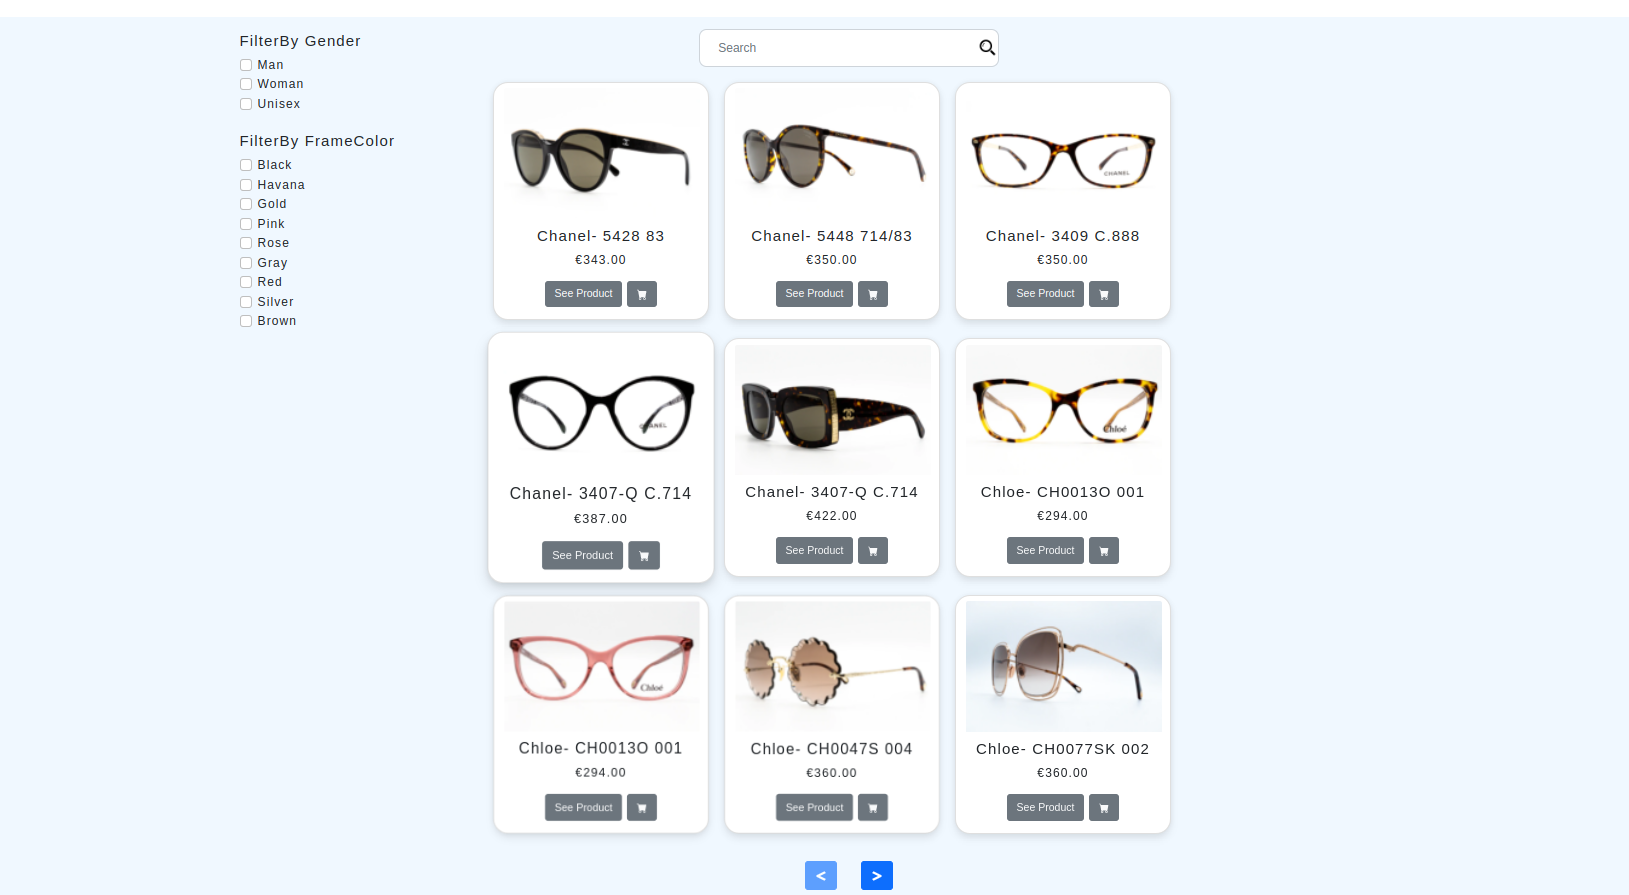 FilterBy Gender
Man
Woman
Unisex
FilterBy FrameColor
Black
Havana
Gold
Pink
Rose
Gray
Red
Silver
Brown
Search
Chanel- 5428 83
€343.00
See Product
Chanel- 5448 714/83
€350.00
See Product
CHANEL
Chanel- 3409 C.888
€350.00
See Product
CHANEL
Chanel- 3407-Q C.714
€387.00
See Product
Chanel- 3407-Q C.714
€422.00
See Product
Chloé
Chloe- CH0013O 001
€294.00
See Product
Chloé
Chloe- CH0013O 001
€294.00
See Product
Chloe- CH0047S 004
€360.00
See Product
Chloe- CH0077SK 002
€360.00
See Product
< >